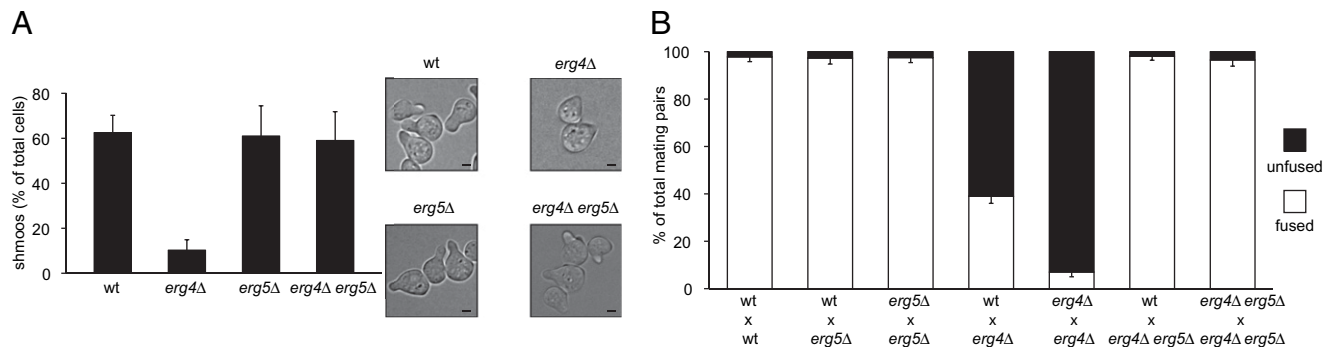 A
shmoos (% of total cells)
80
60
40
20
0
wt
erg4Δ
erg5Δ
erg4Δ erg5Δ
wt
erg4Δ
erg5Δ
erg4Δ erg5Δ
B
% of total mating pairs
100
80
60
40
20
0
wt
x
wt
wt
x
erg5Δ
erg5Δ
x
erg5Δ
wt
x
erg4Δ
erg4Δ
x
erg4Δ
wt
x
erg4Δ erg5Δ
erg4Δ erg5Δ
x
erg4Δ erg5Δ
unfused
fused